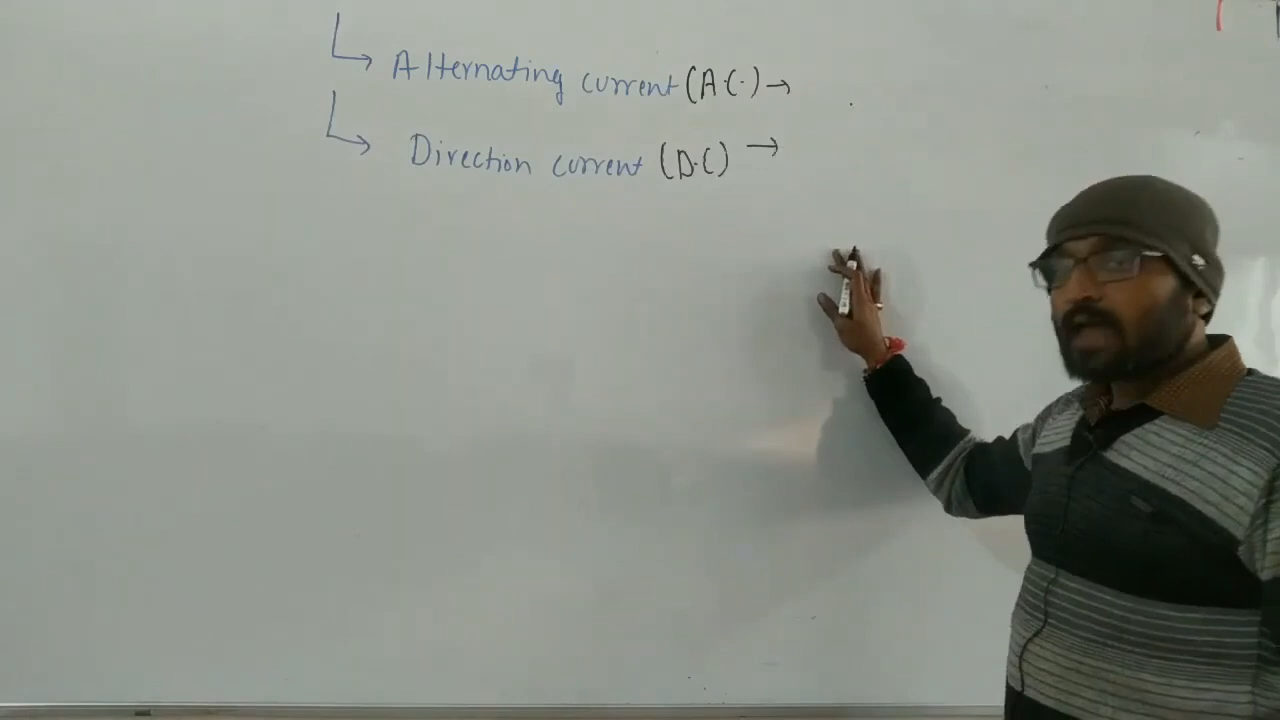 Alternating current (A.C.) →
Direction current (D.C) →